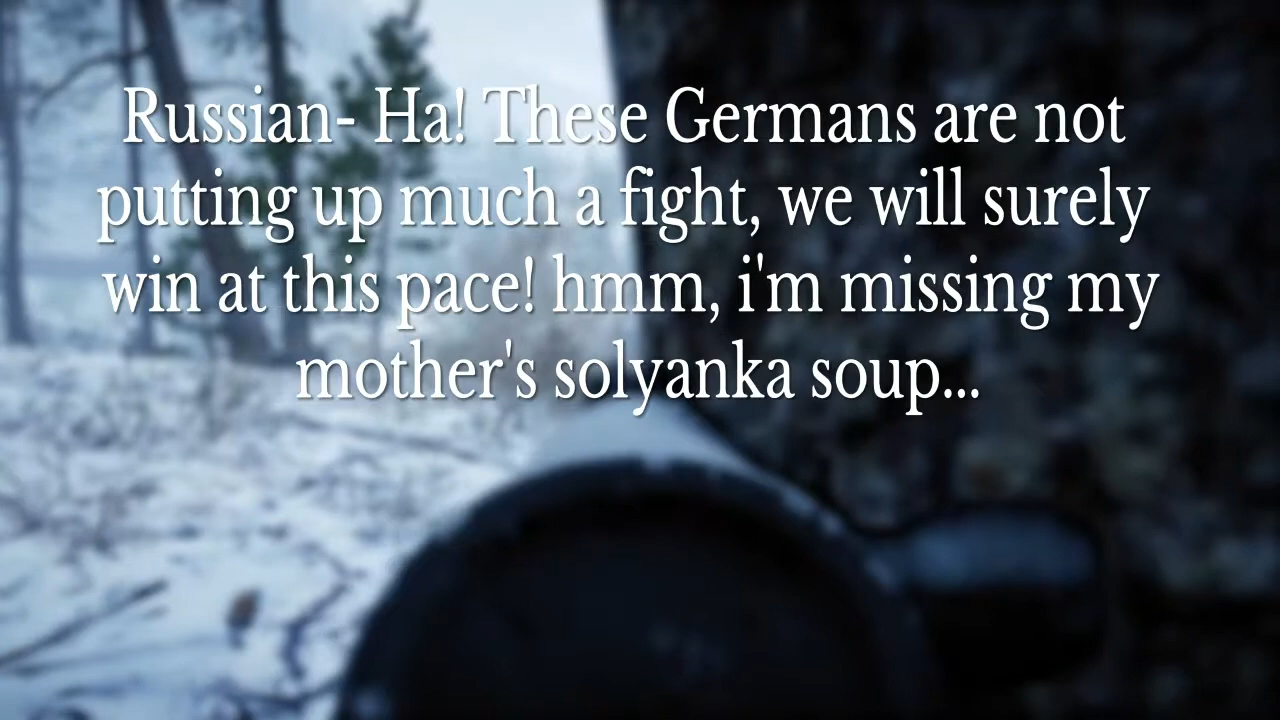 Russian- Ha! These Germans are not
putting up much a fight, we will surely
win at this pace! hmm, i'm missing my
mother's solyanka soup...